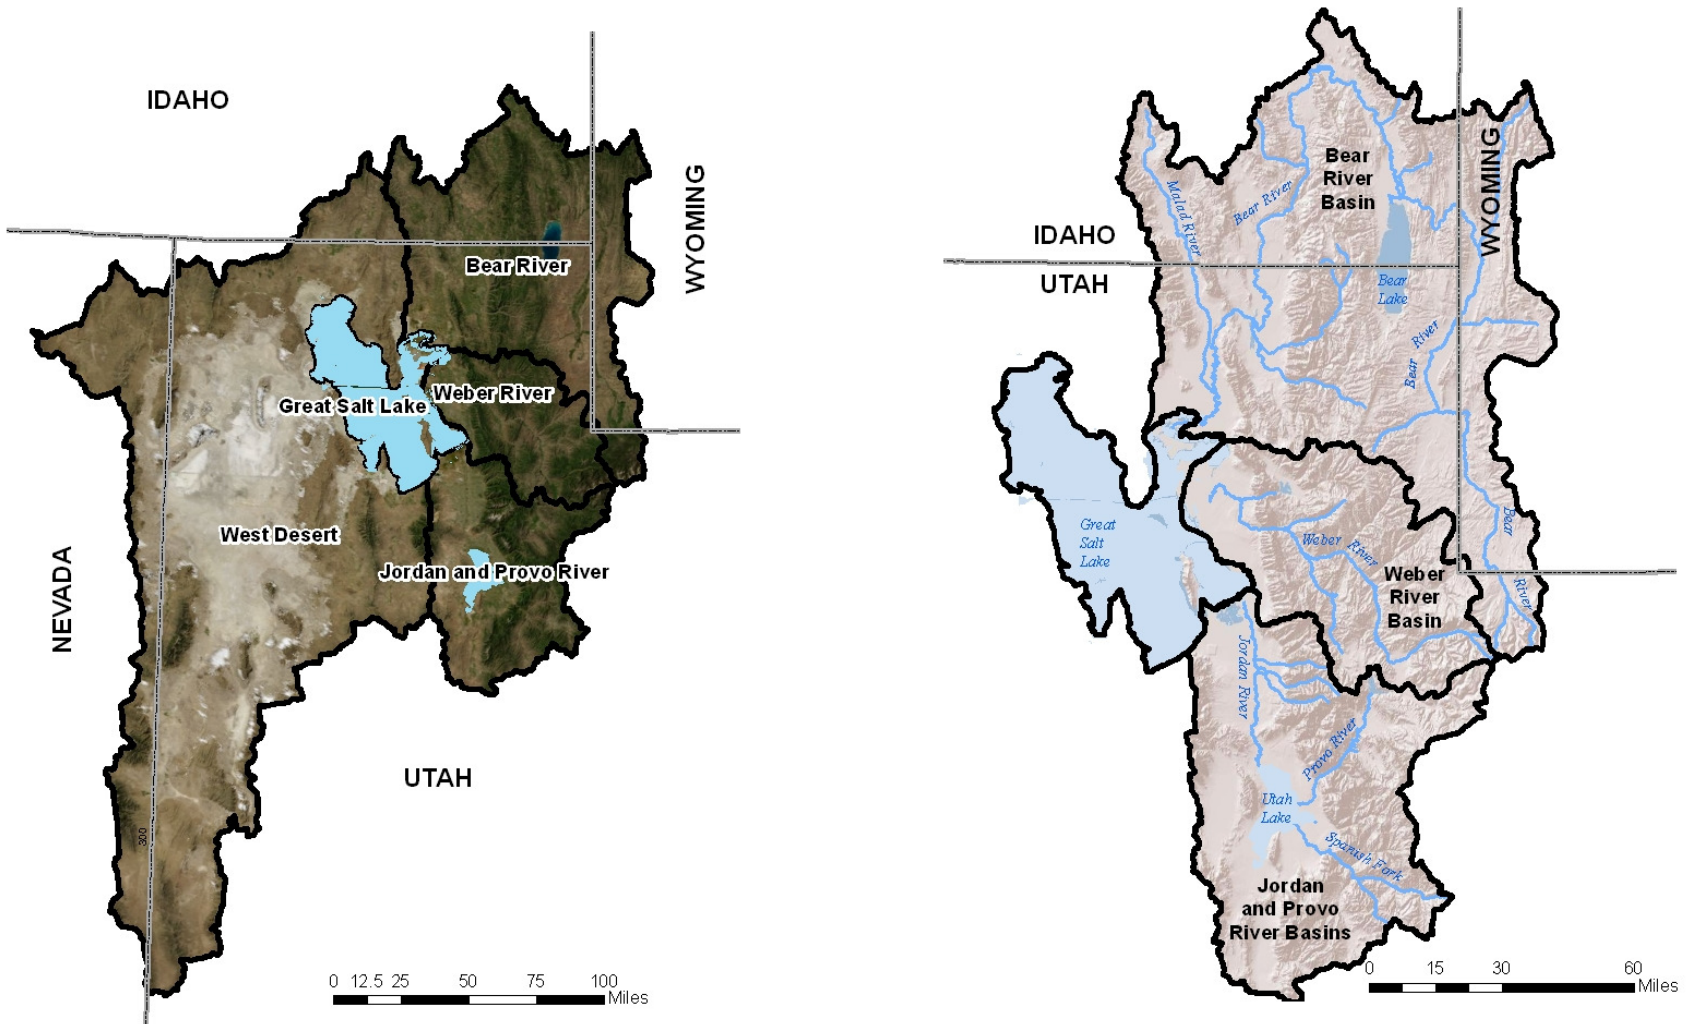 IDAHO
WYOMING
Bear River
Weber River
Great Salt Lake
West Desert
Jordan and Provo River
NEVADA
UTAH
300
0 12.5 25 50 75 100
Miles
IDAHO
UTAH
WYOMING
Bear
River
Basin
Malad River
Bear River
Bear
Lake
Bear River
Great
Salt
Lake
Weber River
Weber
River
Basin
Bear River
Jordan River
Provo River
Utah
Lake
Spanish Fork
Jordan
and Provo
River Basins
0 15 30 60
Miles